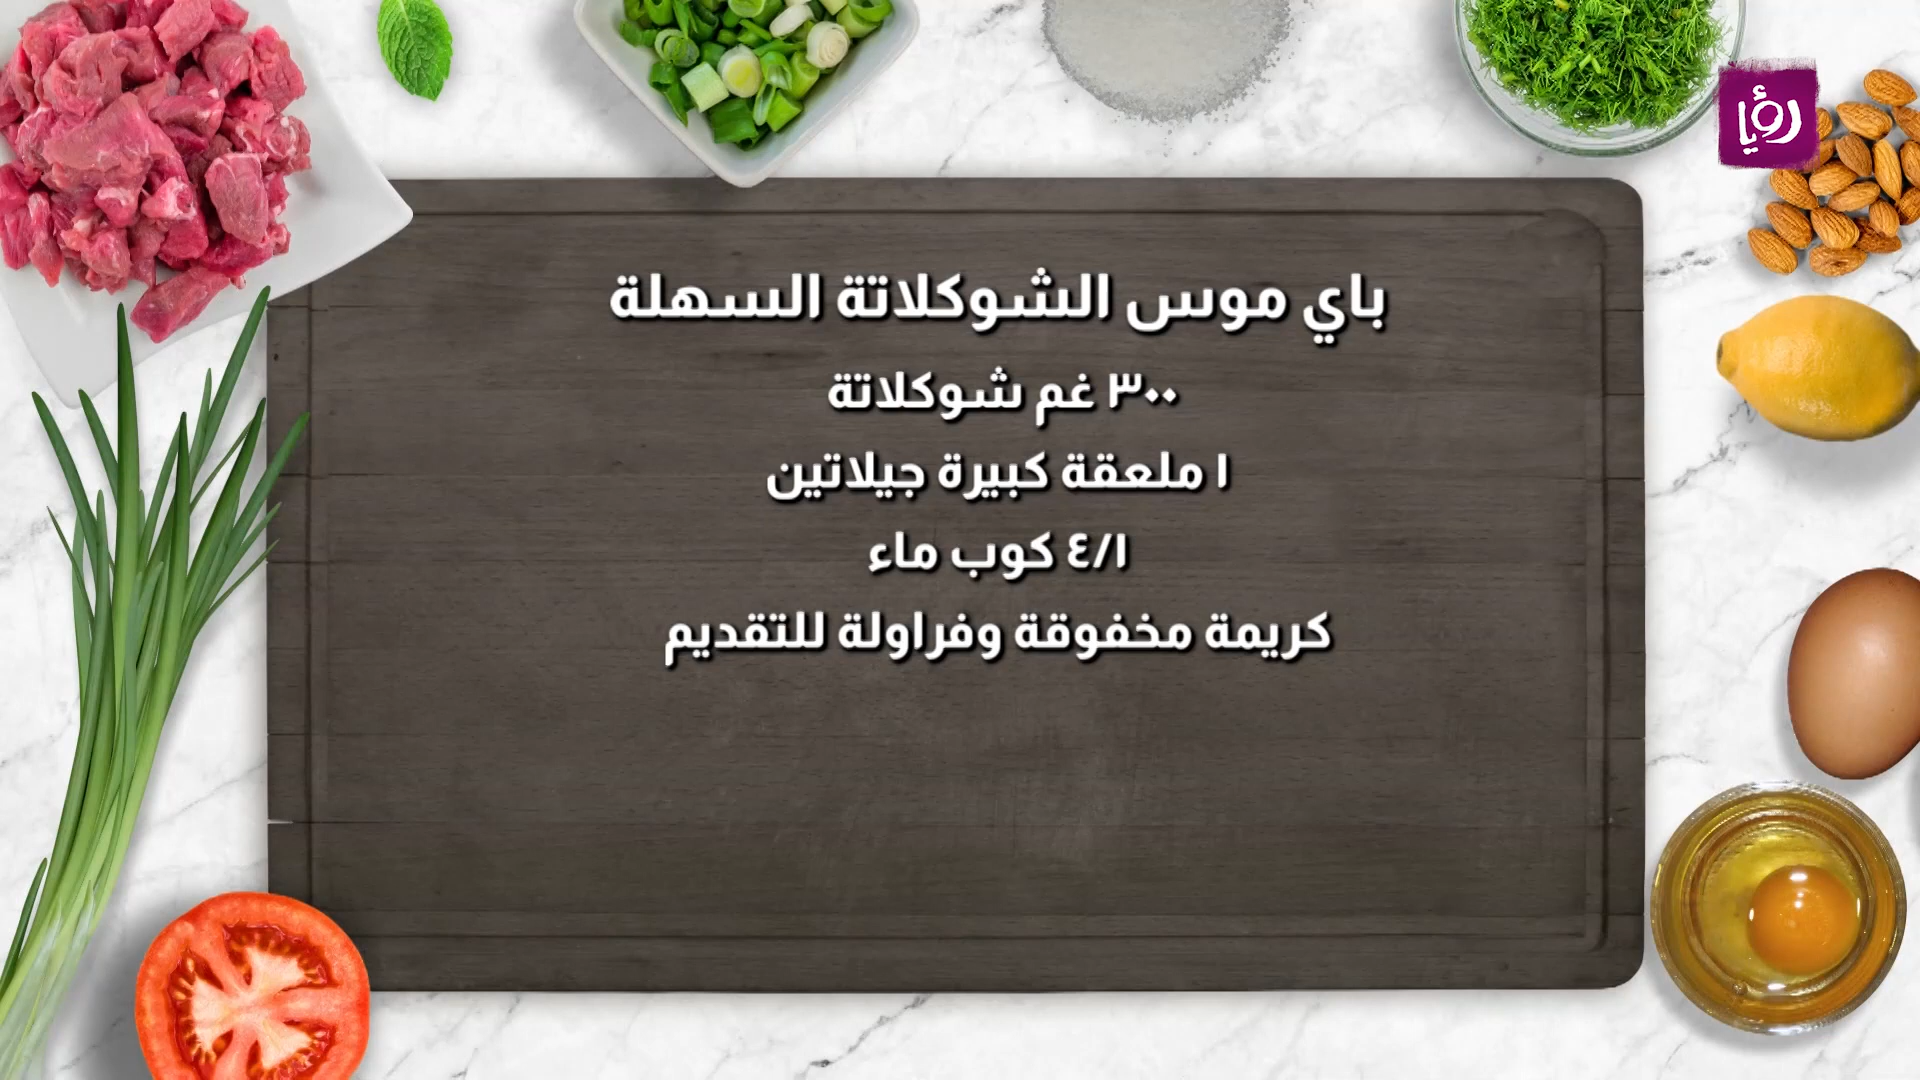 رؤيا
باي موس الشوكلاتة السهلة
٣٠٠ غم شوكلاتة
١ ملعقة كبيرة جيلاتين
٤/١ كوب ماء
كريمة مخفوقة وفراولة للتقديم